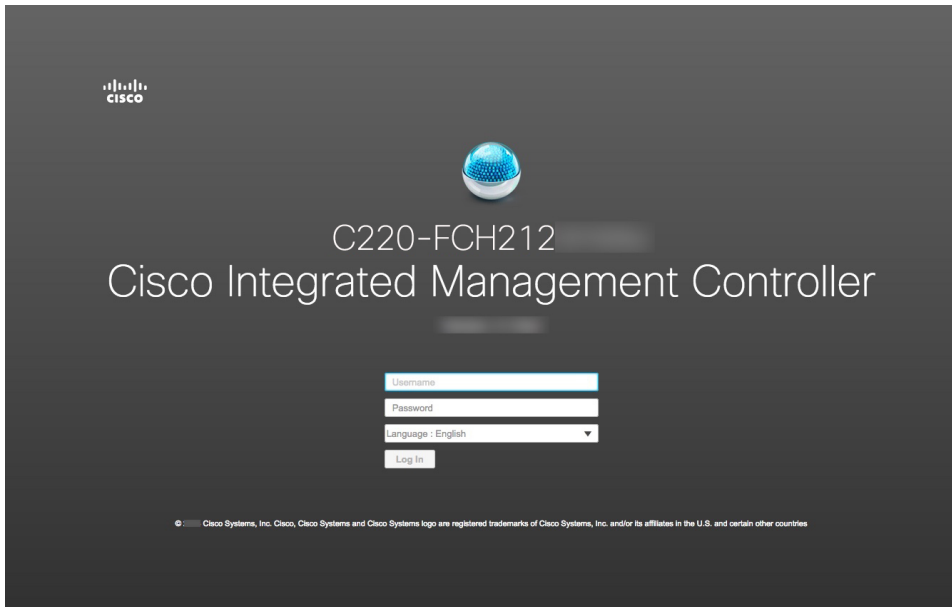 CISCO
C220-FCH212
Cisco Integrated Management Controller
Username
Password
Language : English
Log In
© Cisco Systems, Inc. Cisco, Cisco Systems and Cisco Systems logo are registered trademarks of Cisco Systems, Inc. and/or its affiliates in the U.S. and certain other countries